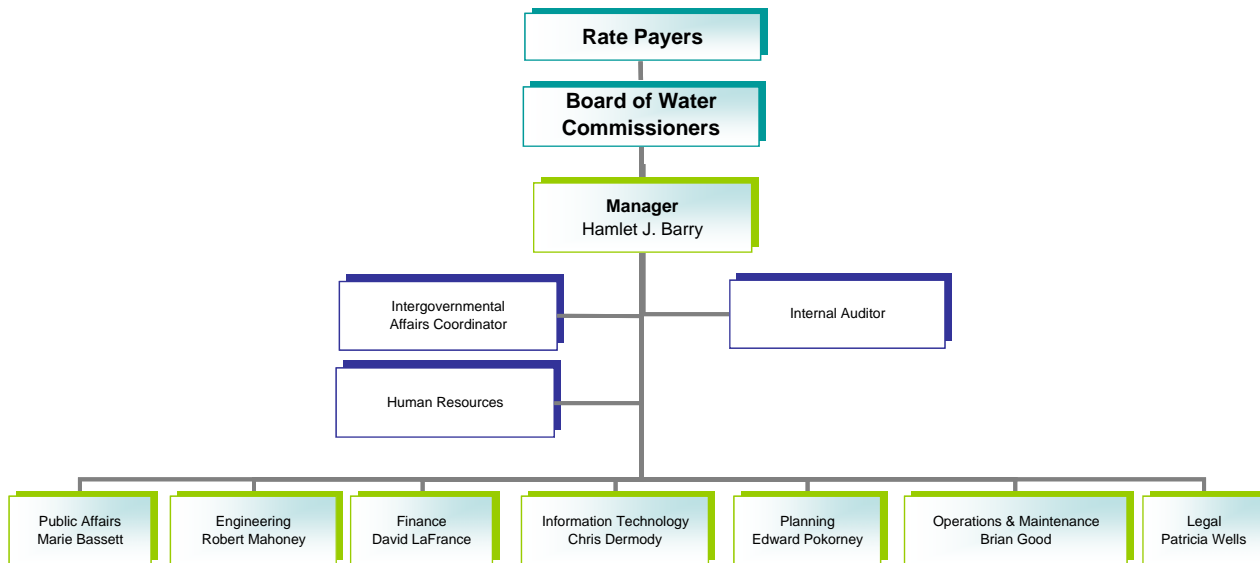 Rate Payers
Board of Water
Commissioners
Manager
Hamlet J. Barry
Intergovernmental
Affairs Coordinator
Internal Auditor
Human Resources
Public Affairs
Marie Bassett
Engineering
Robert Mahoney
Finance
David LaFrance
Information Technology
Chris Dermody
Planning
Edward Pokorney
Operations & Maintenance
Brian Good
Legal
Patricia Wells